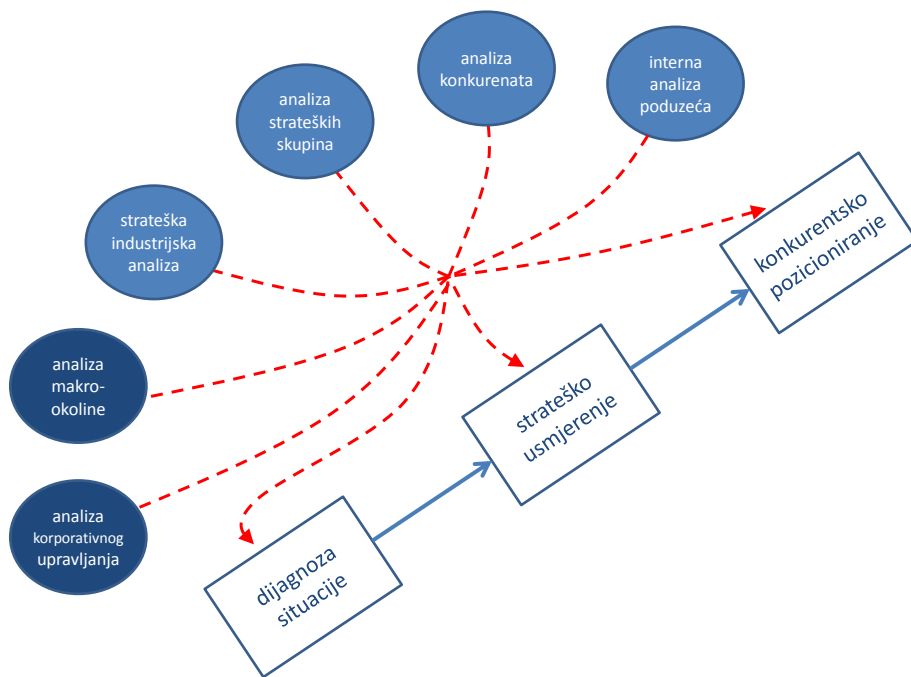 analiza
konkurenata
interna
analiza
poduzeća
analiza
strateških
skupina
strateška
industrijska
analiza
konkurentsko
pozicioniranje
analiza
makro-
okoline
strateško
usmjerenje
analiza
korporativnog
upravljanja
dijagnoza
situacije